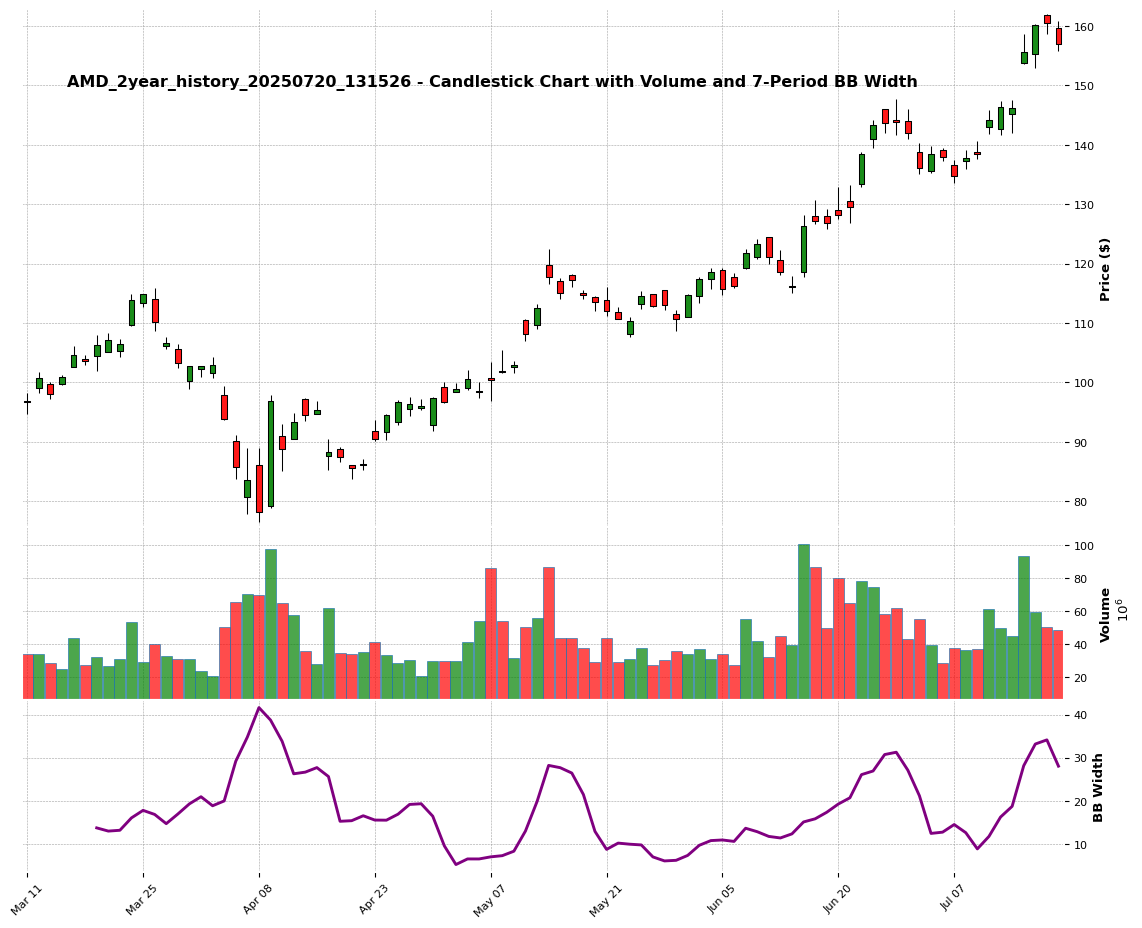 AMD_2year_history_20250720_131526 - Candlestick Chart with Volume and 7-Period BB Width
160
150
140
130
120
110
100
90
80
Price ($)
100
80
60
40
20
Volume
10^6
40
30
20
10
BB Width
Mar 11
Mar 25
Apr 08
Apr 23
May 07
May 21
Jun 05
Jun 20
Jul 07